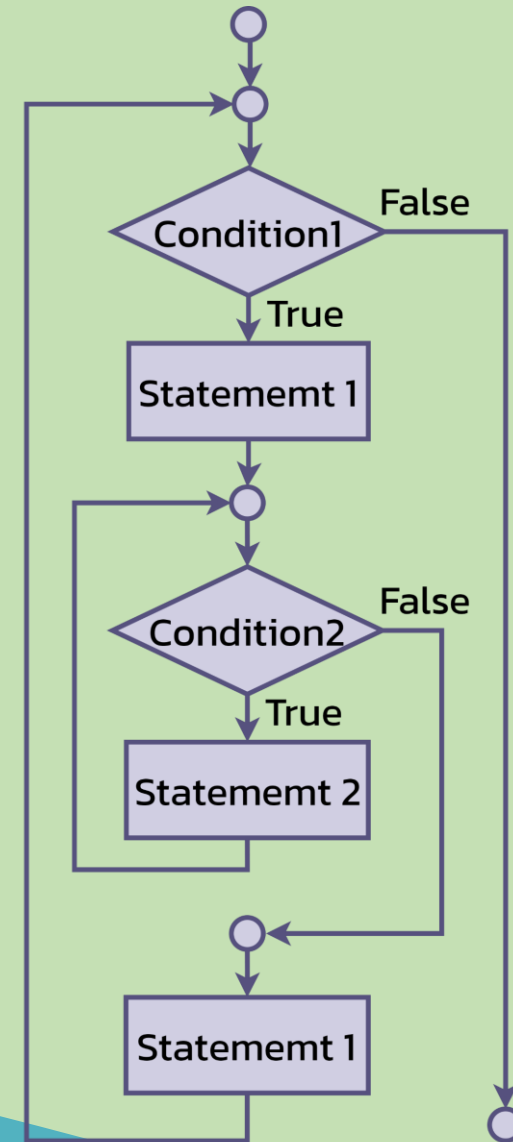 False
Condition1
True
Statememt 1
False
Condition2
True
Statememt 2
Statememt 1